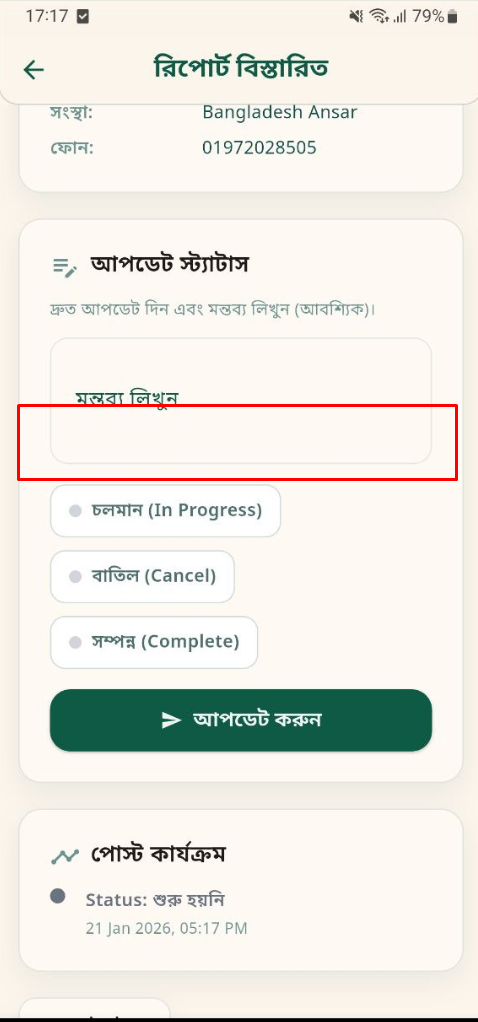 17:17
79%
রিপোর্ট বিস্তারিত
সংস্থা: Bangladesh Ansar
ফোন: 01972028505
আপডেট স্ট্যাটাস
দ্রুত আপডেট দিন এবং মন্তব্য লিখুন (আবশ্যিক)।
মন্তব্য লিখুন
চলমান (In Progress)
বাতিল (Cancel)
সম্পন্ন (Complete)
আপডেট করুন
পোস্ট কার্যক্রম
Status: শুরু হয়নি
21 Jan 2026, 05:17 PM